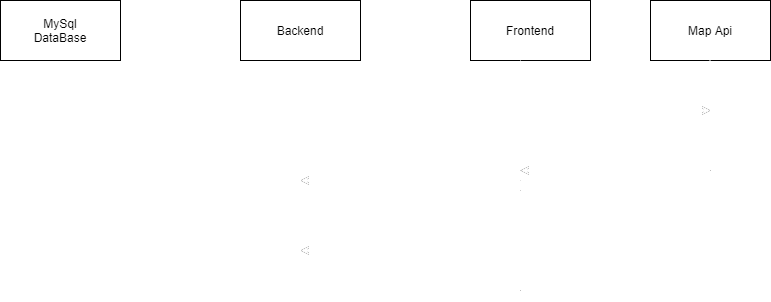 MySql
DataBase
Backend
Frontend
Map Api